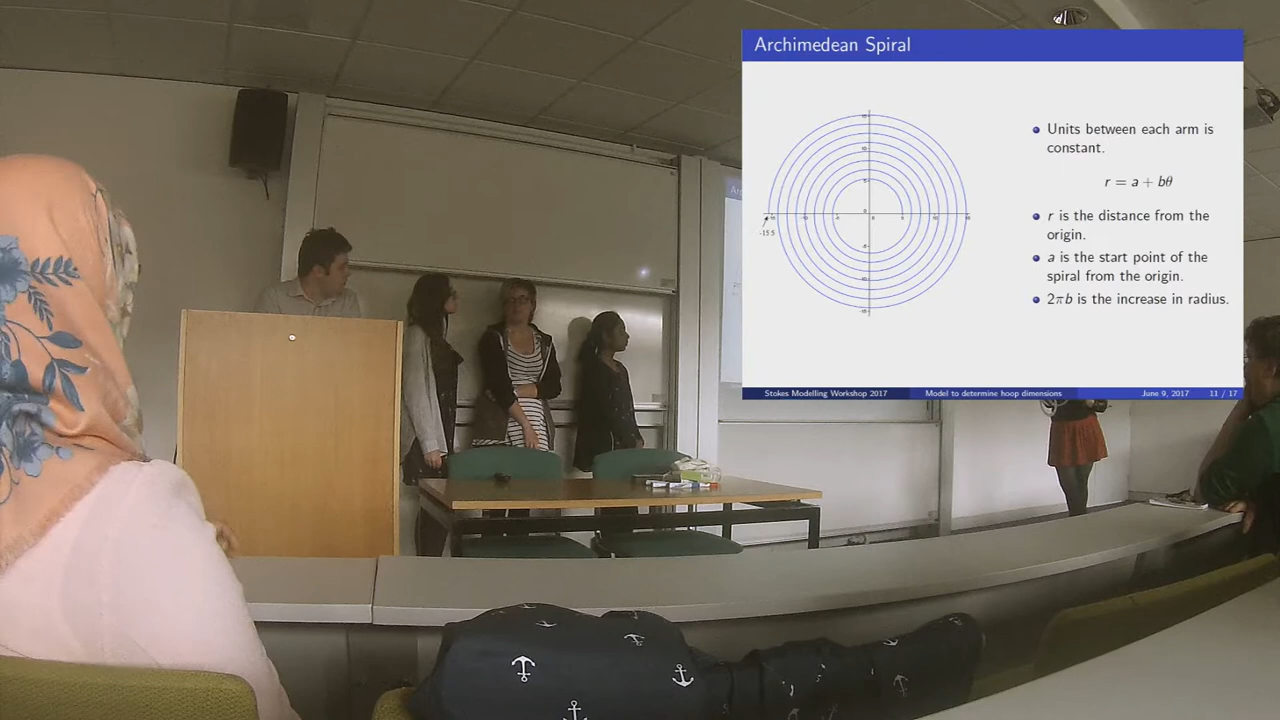 Archimedean Spiral
Units between each arm is
constant.
r = a + bθ
r is the distance from the
origin.
a is the start point of the
spiral from the origin.
2πb is the increase in radius.
-15.5
Stokes Modelling Workshop 2017
Model to determine hoop dimensions
June 9, 2017
11 / 17